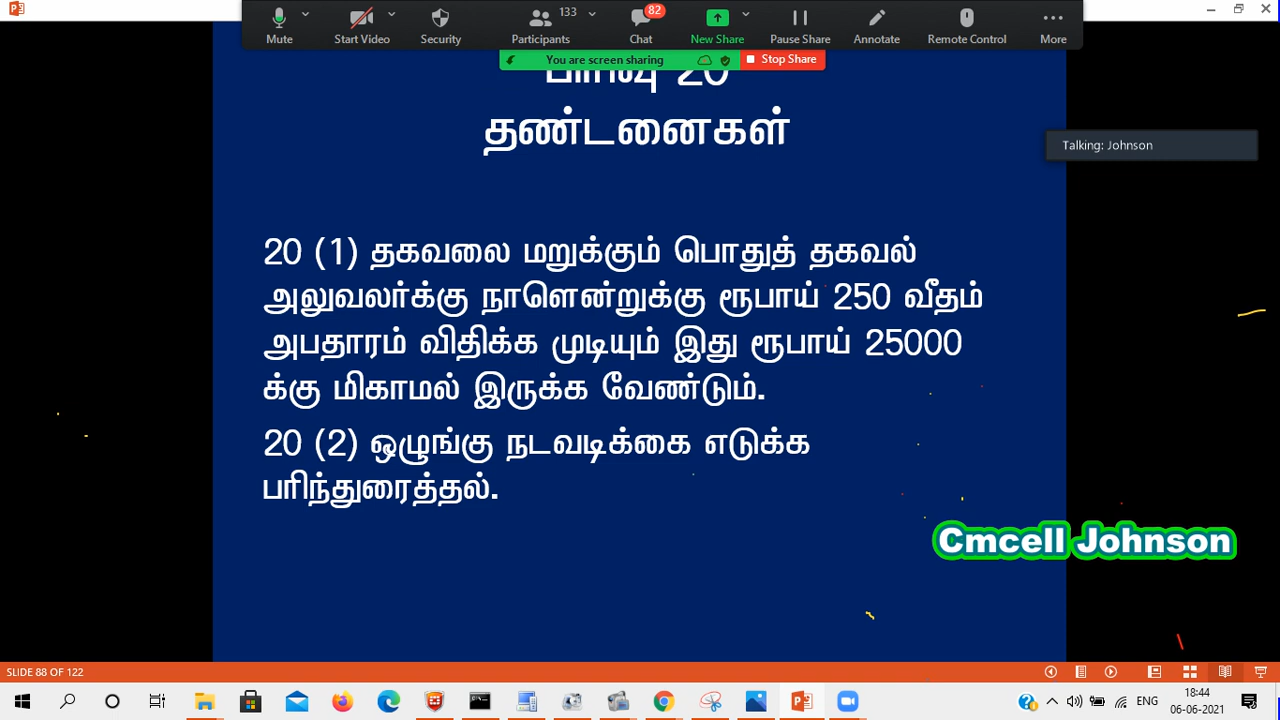 82
133
Mute
Start Video
Security
Participants
Chat
New Share
Pause Share
Annotate
Remote Control
More
You are screen sharing
Stop Share
பிரிவு 20
தண்டனைகள்
Talking: Johnson
20 (1) தகவலை மறுக்கும் பொதுத் தகவல்
அலுவலர்க்கு நாளென்றுக்கு ரூபாய் 250 வீதம்
அபதாரம் விதிக்க முடியும் இது ரூபாய் 25000
க்கு மிகாமல் இருக்க வேண்டும்.
20 (2) ஒழுங்கு நடவடிக்கை எடுக்க
பரிந்துரைத்தல்.
Cmcell Johnson
SLIDE 88 OF 122
ENG
18:44
06-06-2021